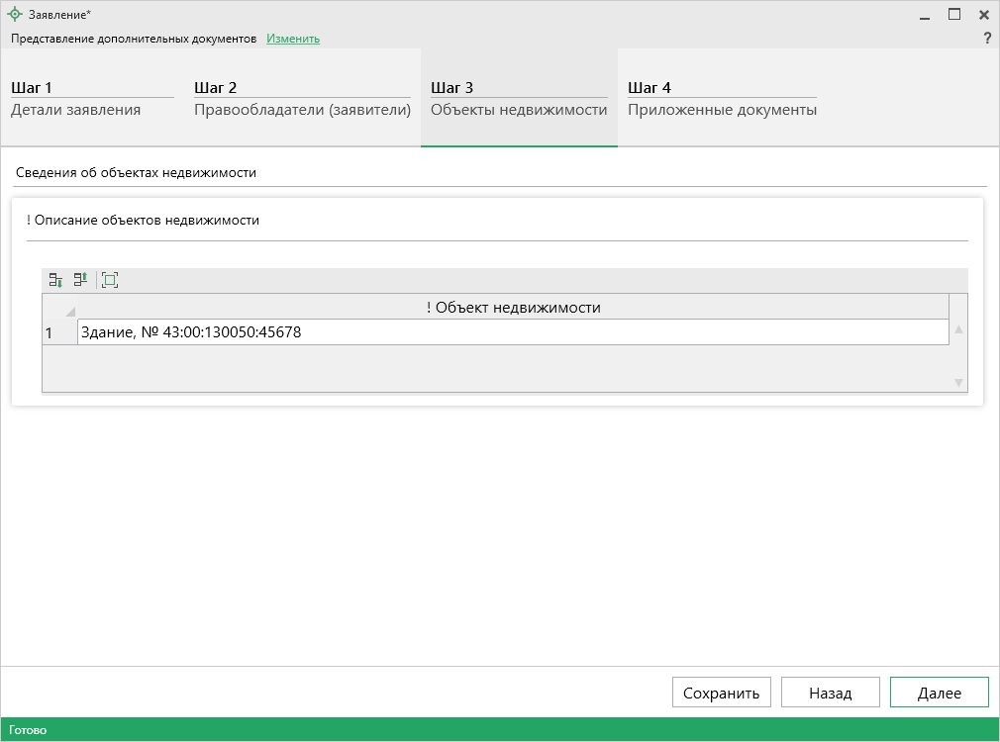 Заявление*
Представление дополнительных документов Изменить ?
Шаг 1
Детали заявления
Шаг 2
Правообладатели (заявители)
Шаг 3
Объекты недвижимости
Шаг 4
Приложенные документы
Сведения об объектах недвижимости
! Описание объектов недвижимости
! Объект недвижимости
1 Здание, № 43:00:130050:45678
Сохранить Назад Далее
Готово